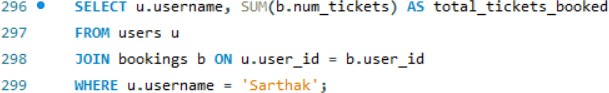 296 SELECT u.username, SUM(b.num_tickets) AS total_tickets_booked
297 FROM users u
298 JOIN bookings b ON u.user_id = b.user_id
299 WHERE u.username = 'Sarthak';